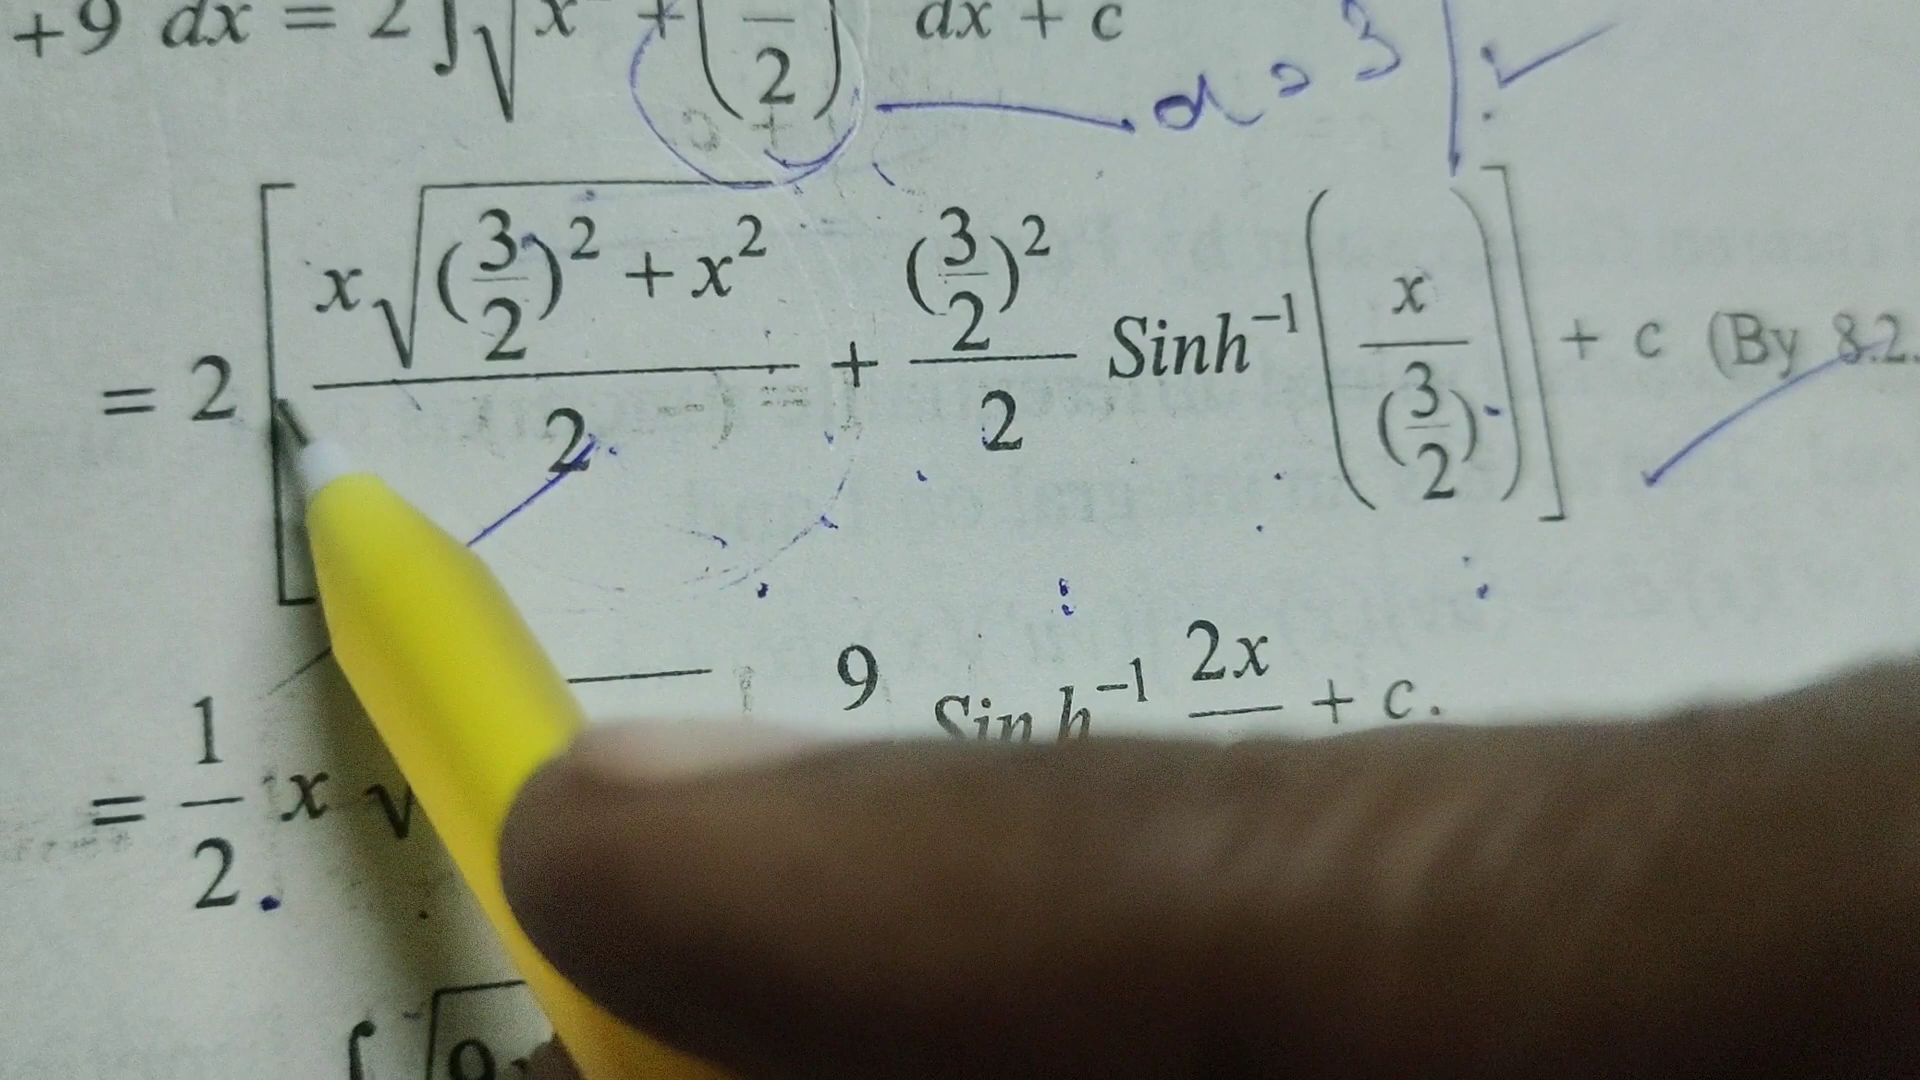 +9 dx = 2∫√x + (—/2) dx + c
a = 3
= 2 [ x√((3/2)² + x²) / 2 + (3/2)² / 2 Sinh⁻¹ ( x / (3/2) ) ] + c (By 8.2.
= 1/2 x √ 9 Sinh⁻¹ 2x + c.
∫√9